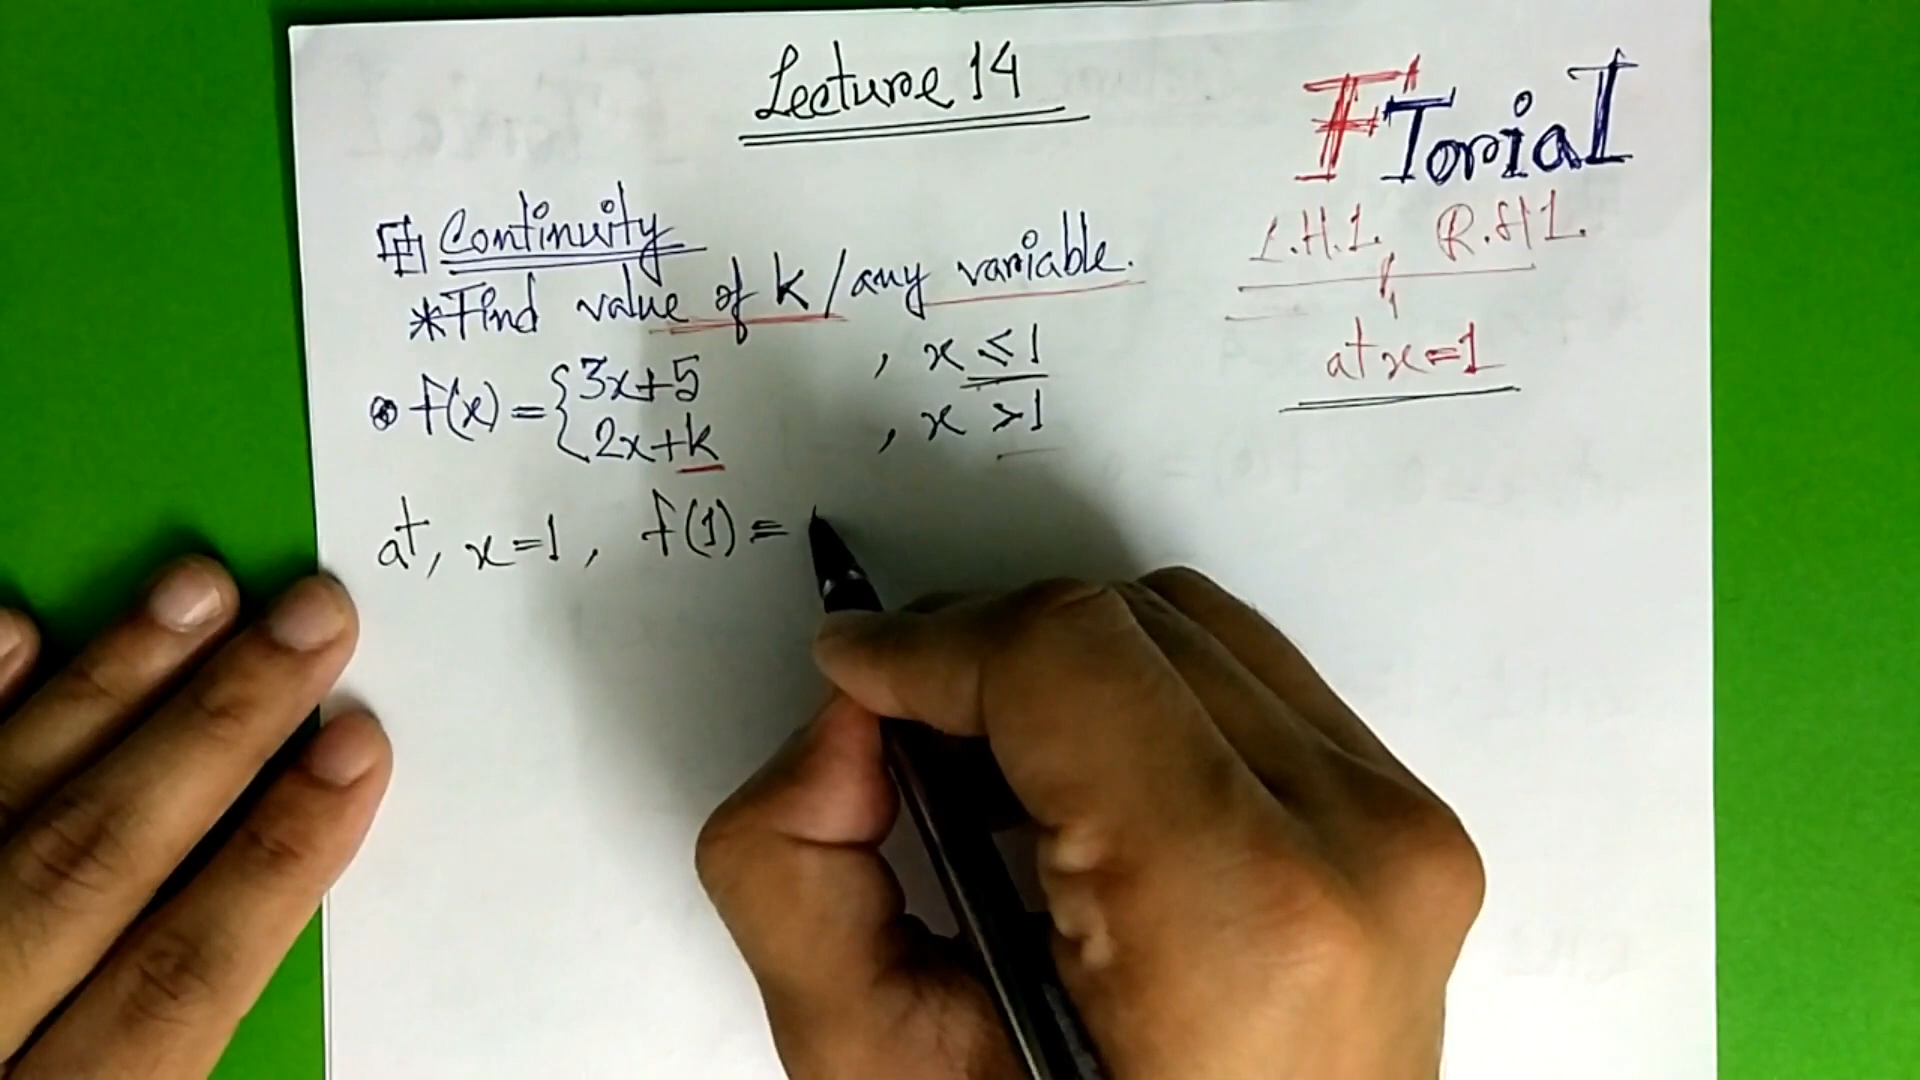 Lecture 14
FTorial
Continuity
L.H.L, R.H.L.
*Find value of k / any variable.
at x=1
f(x) = { 3x+5 , x ≤ 1
2x+k , x > 1
at, x=1, f(1) =